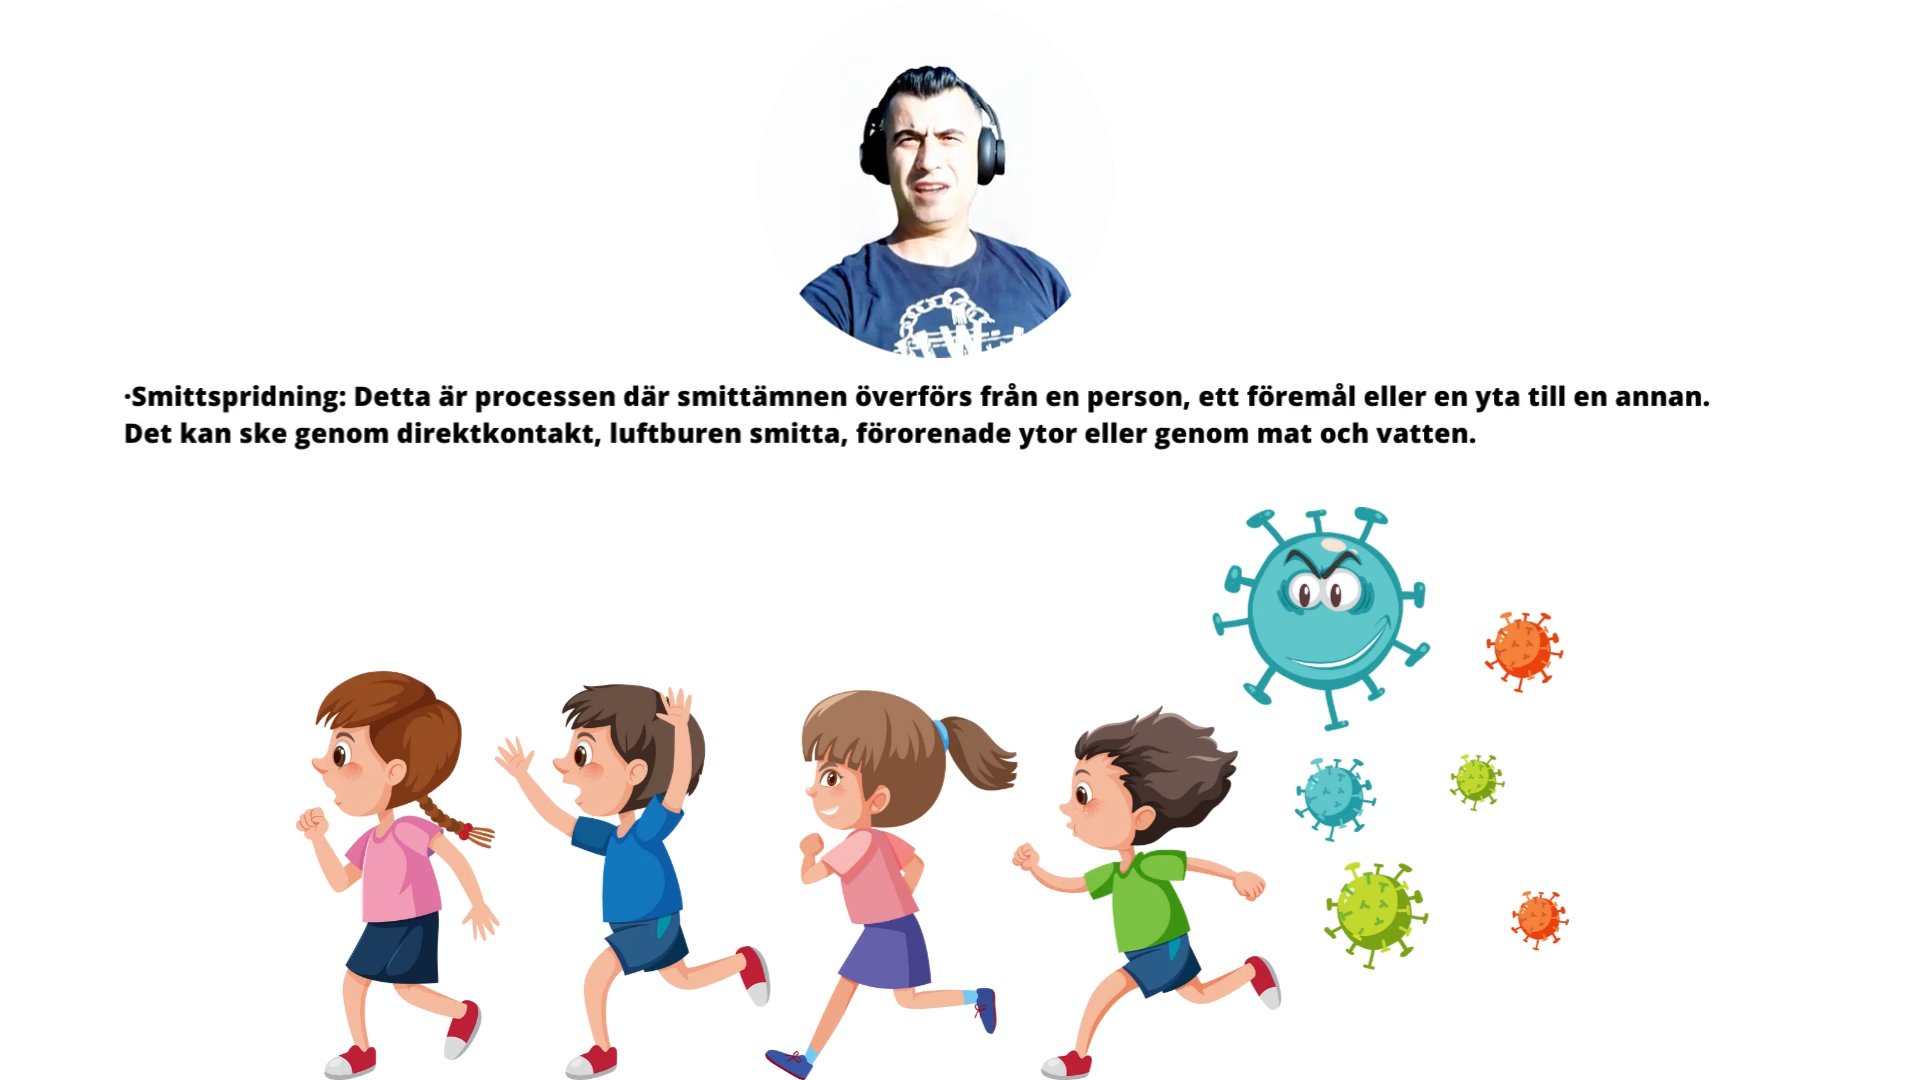 ·Smittspridning: Detta är processen där smittämnen överförs från en person, ett föremål eller en yta till en annan.
Det kan ske genom direktkontakt, luftburen smitta, förorenade ytor eller genom mat och vatten.